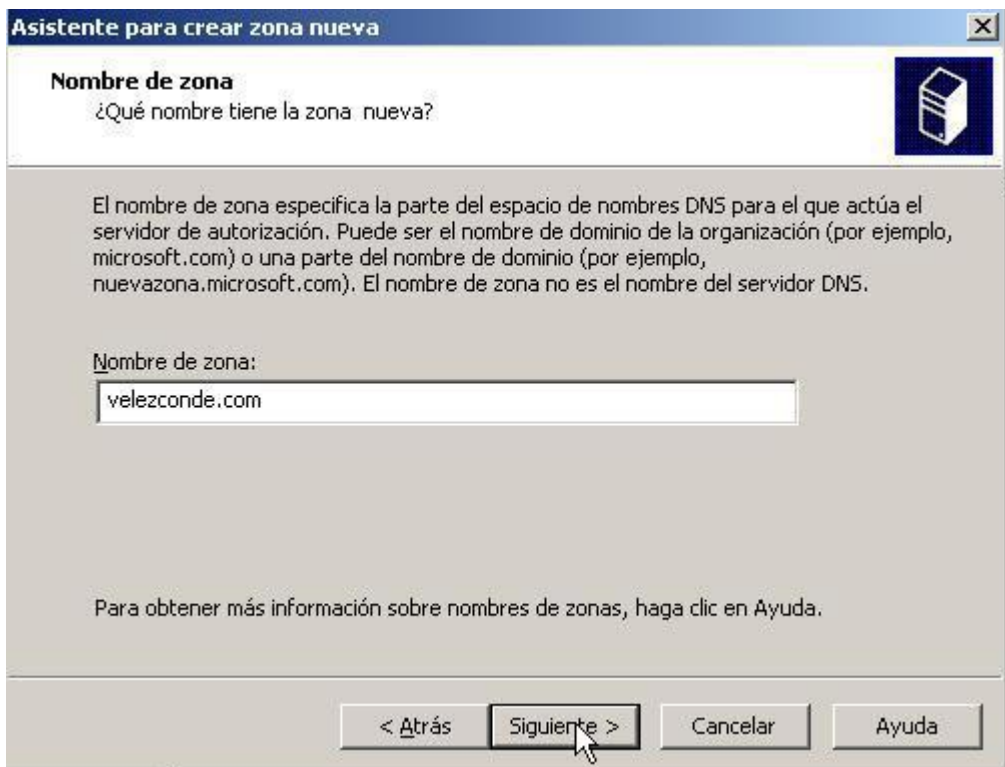 Asistente para crear zona nueva
Nombre de zona
¿Qué nombre tiene la zona nueva?
El nombre de zona especifica la parte del espacio de nombres DNS para el que actúa el
servidor de autorización. Puede ser el nombre de dominio de la organización (por ejemplo,
microsoft.com) o una parte del nombre de dominio (por ejemplo,
nuevazona.microsoft.com). El nombre de zona no es el nombre del servidor DNS.
Nombre de zona:
velezconde.com
Para obtener más información sobre nombres de zonas, haga clic en Ayuda.
< Atrás Siguiente > Cancelar Ayuda